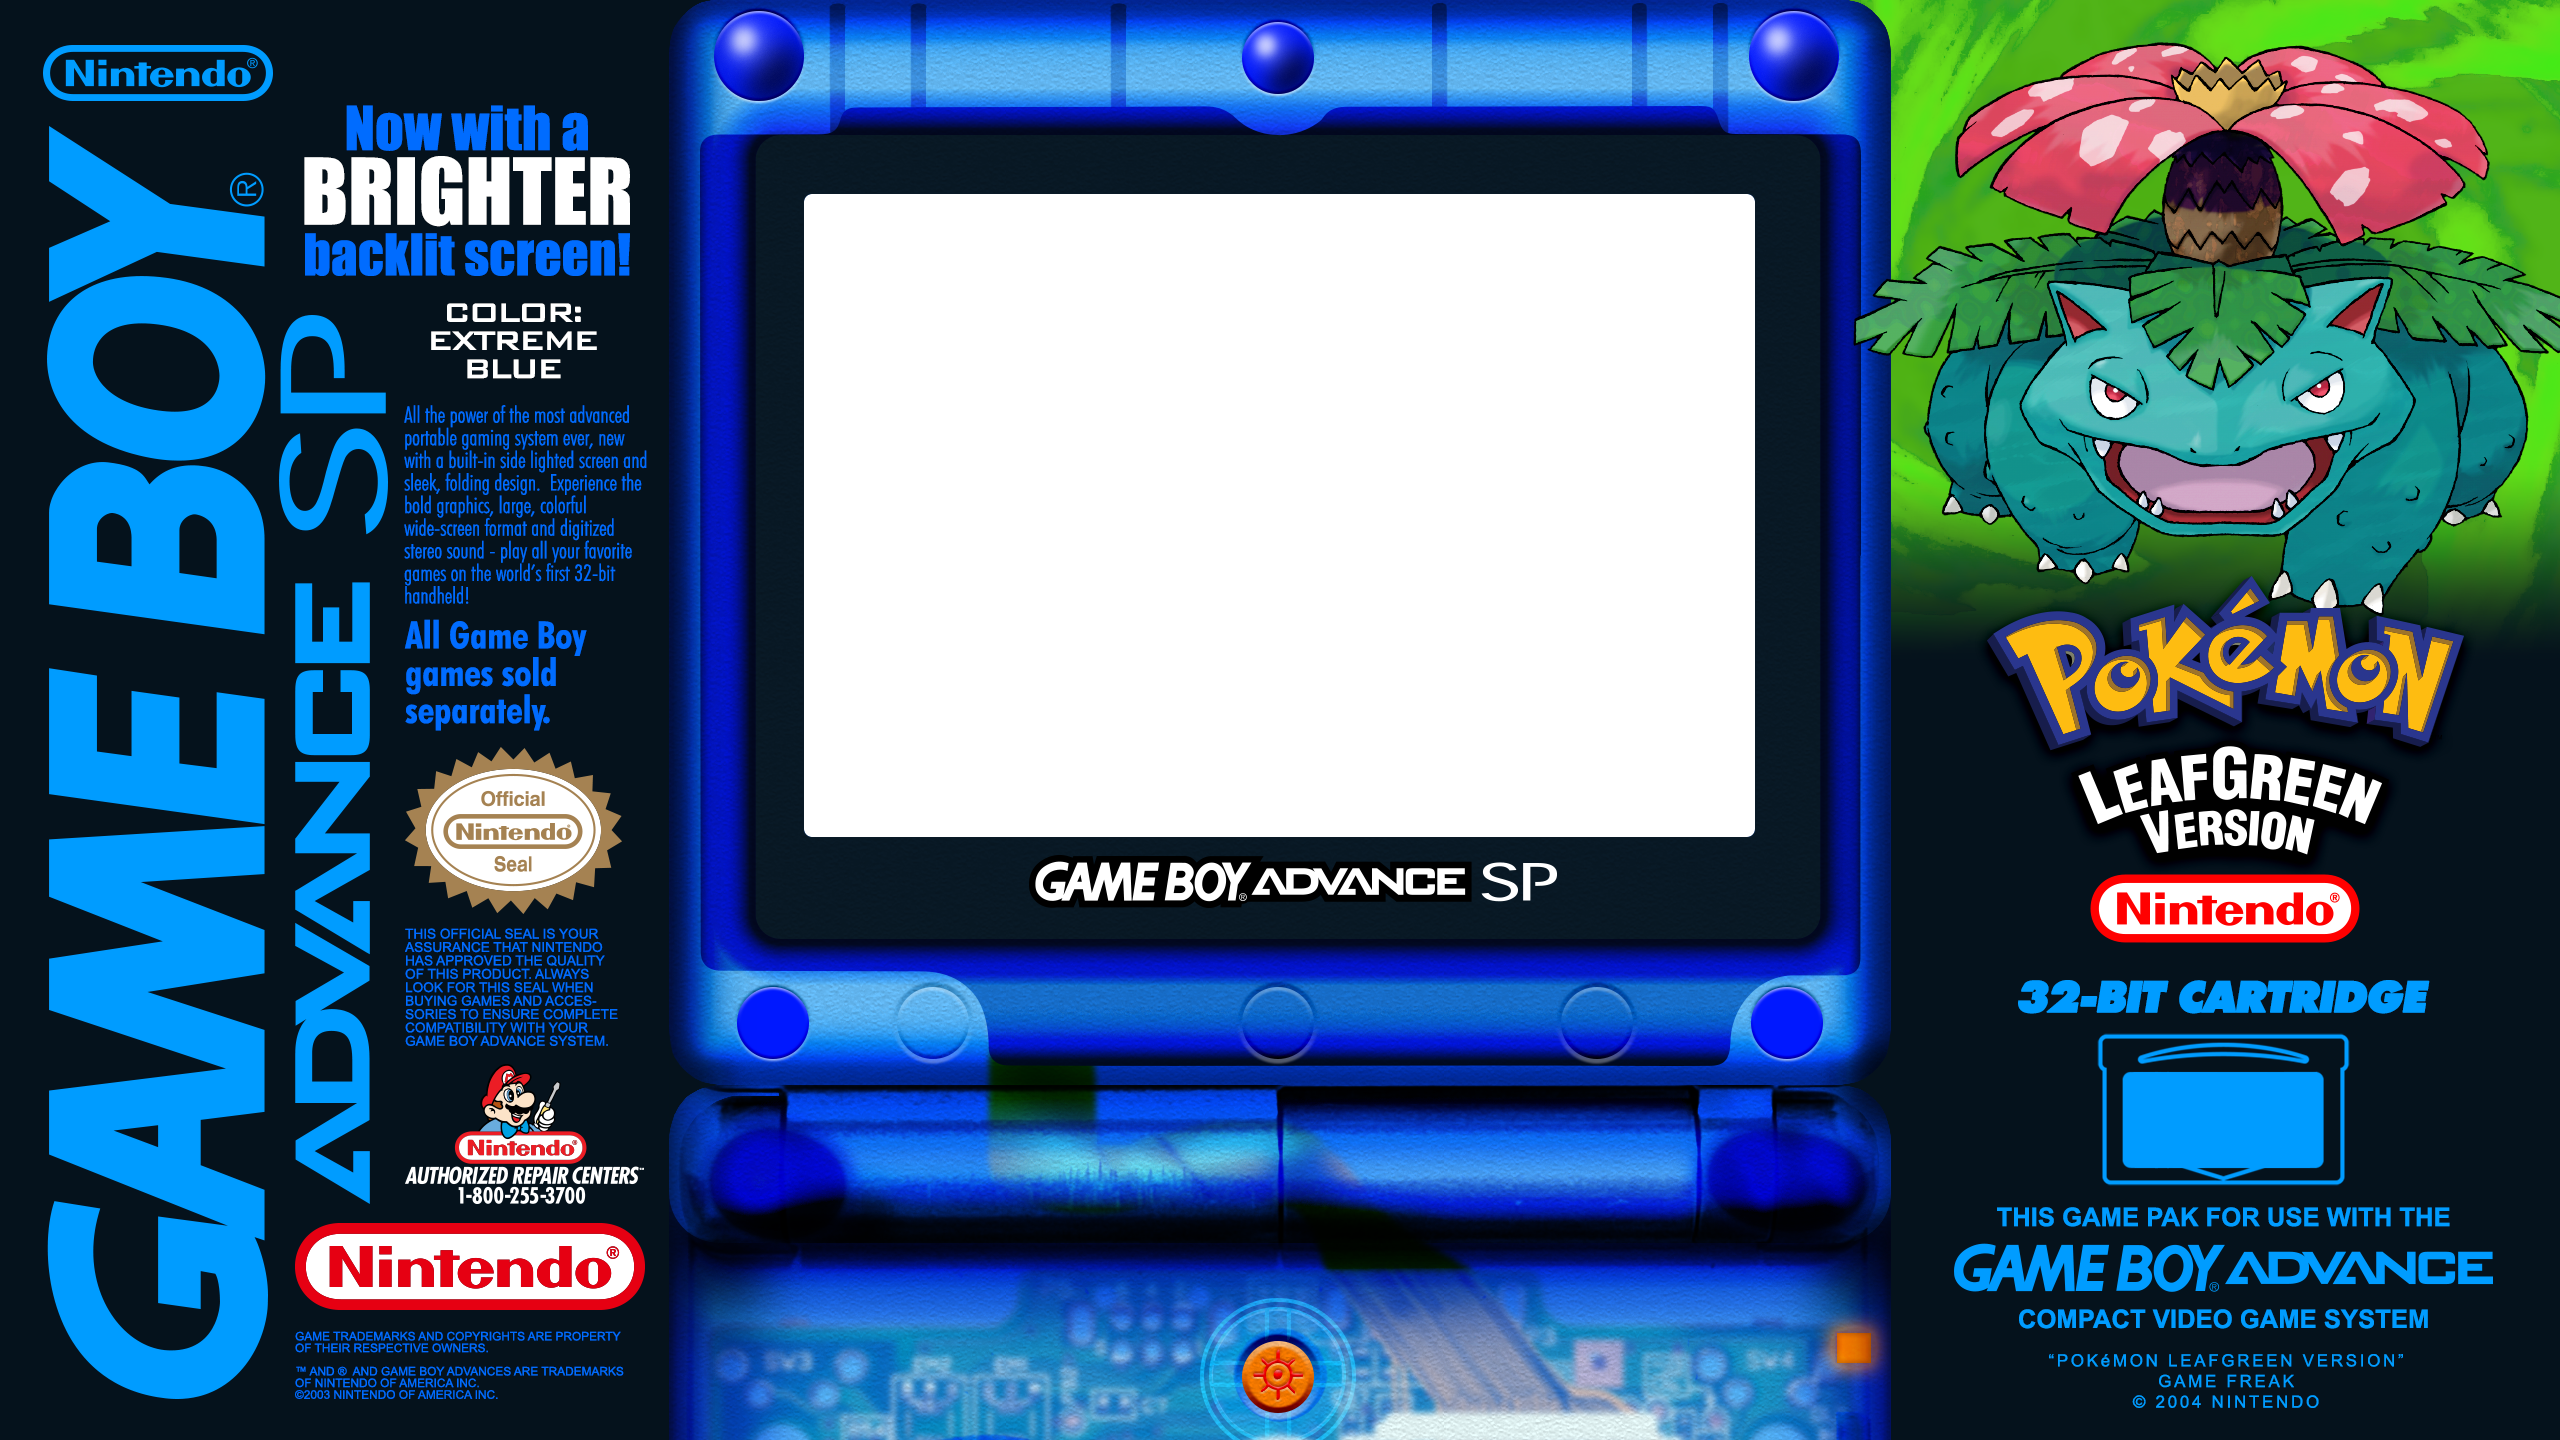 Nintendo®
GAME BOY®
ADVANCE SP
Now with a
BRIGHTER
backlit screen!
COLOR:
EXTREME
BLUE
All the power of the most advanced
portable gaming system ever, new
with a built-in side lighted screen and
sleek, folding design. Experience the
bold graphics, large, colorful
wide-screen format and digitized
stereo sound - play all your favorite
games on the world's first 32-bit
handheld!
All Game Boy
games sold
separately.
Official
Nintendo
Seal
THIS OFFICIAL SEAL IS YOUR
ASSURANCE THAT NINTENDO
HAS APPROVED THE QUALITY
OF THIS PRODUCT. ALWAYS
LOOK FOR THIS SEAL WHEN
BUYING GAMES AND ACCES-
SORIES TO ENSURE COMPLETE
COMPATIBILITY WITH YOUR
GAME BOY ADVANCE SYSTEM.
Nintendo®
AUTHORIZED REPAIR CENTERS™
1-800-255-3700
Nintendo®
GAME TRADEMARKS AND COPYRIGHTS ARE PROPERTY
OF THEIR RESPECTIVE OWNERS.
™ AND ® AND GAME BOY ADVANCES ARE TRADEMARKS
OF NINTENDO OF AMERICA INC.
©2003 NINTENDO OF AMERICA INC.
GAME BOY® ADVANCE SP
POKéMON
LEAFGREEN
VERSION
Nintendo®
32-BIT CARTRIDGE
THIS GAME PAK FOR USE WITH THE
GAME BOY® ADVANCE
COMPACT VIDEO GAME SYSTEM
"POKéMON LEAFGREEN VERSION"
GAME FREAK
© 2004 NINTENDO